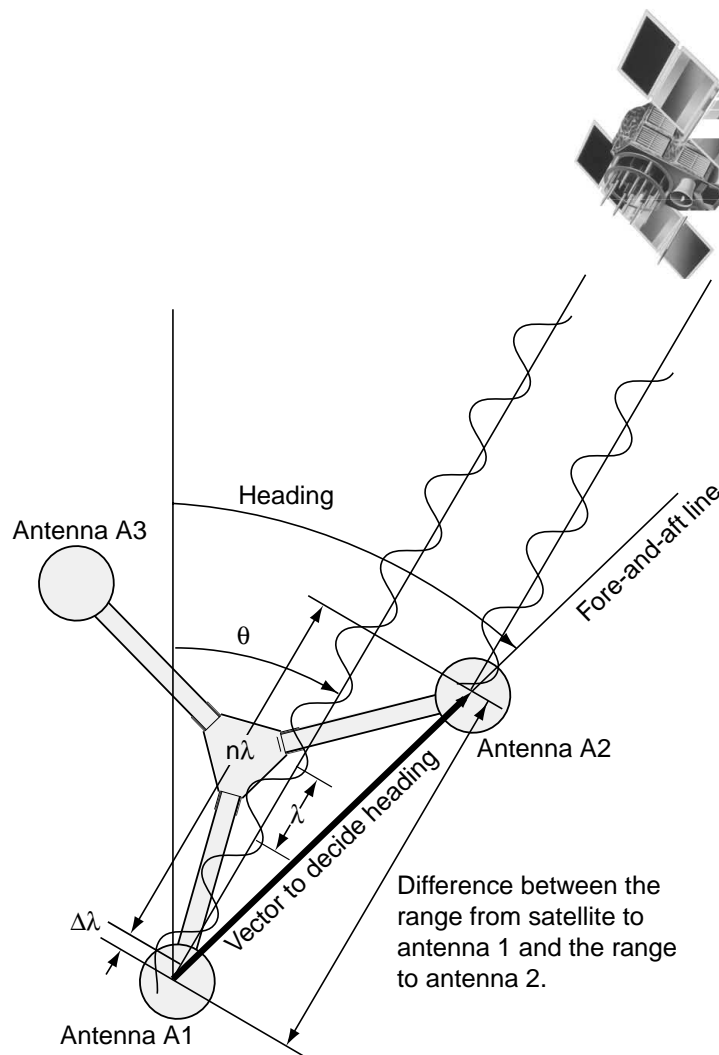 Heading
Antenna A3
Fore-and-aft line
θ
Antenna A2
nλ
λ
Vector to decide heading
Difference between the
range from satellite to
antenna 1 and the range
to antenna 2.
Δλ
Antenna A1